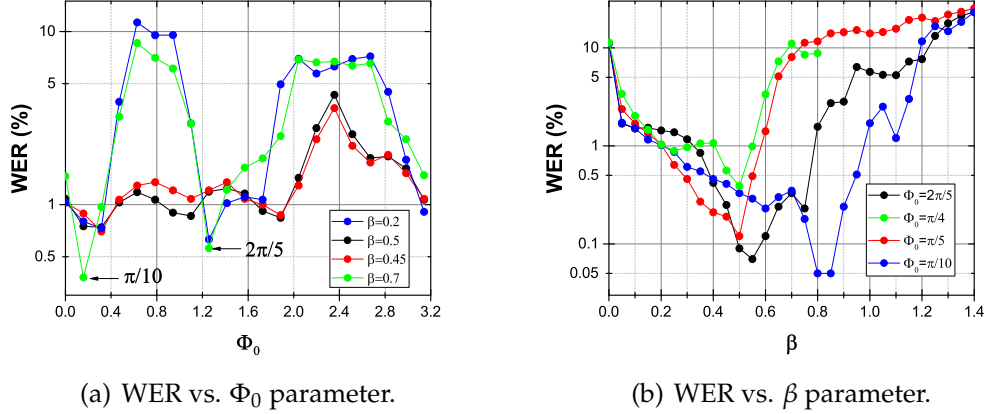 WER (%)
10
5
1
0.5
π/10
2π/5
β=0.2
β=0.5
β=0.45
β=0.7
0.0 0.4 0.8 1.2 1.6 2.0 2.4 2.8 3.2
Φ₀
(a) WER vs. Φ₀ parameter.
WER (%)
10
5
1
0.5
0.1
0.05
Φ₀=2π/5
Φ₀=π/4
Φ₀=π/5
Φ₀=π/10
0.0 0.2 0.4 0.6 0.8 1.0 1.2 1.4
β
(b) WER vs. β parameter.